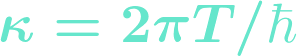 κ = 2πT/ℏ